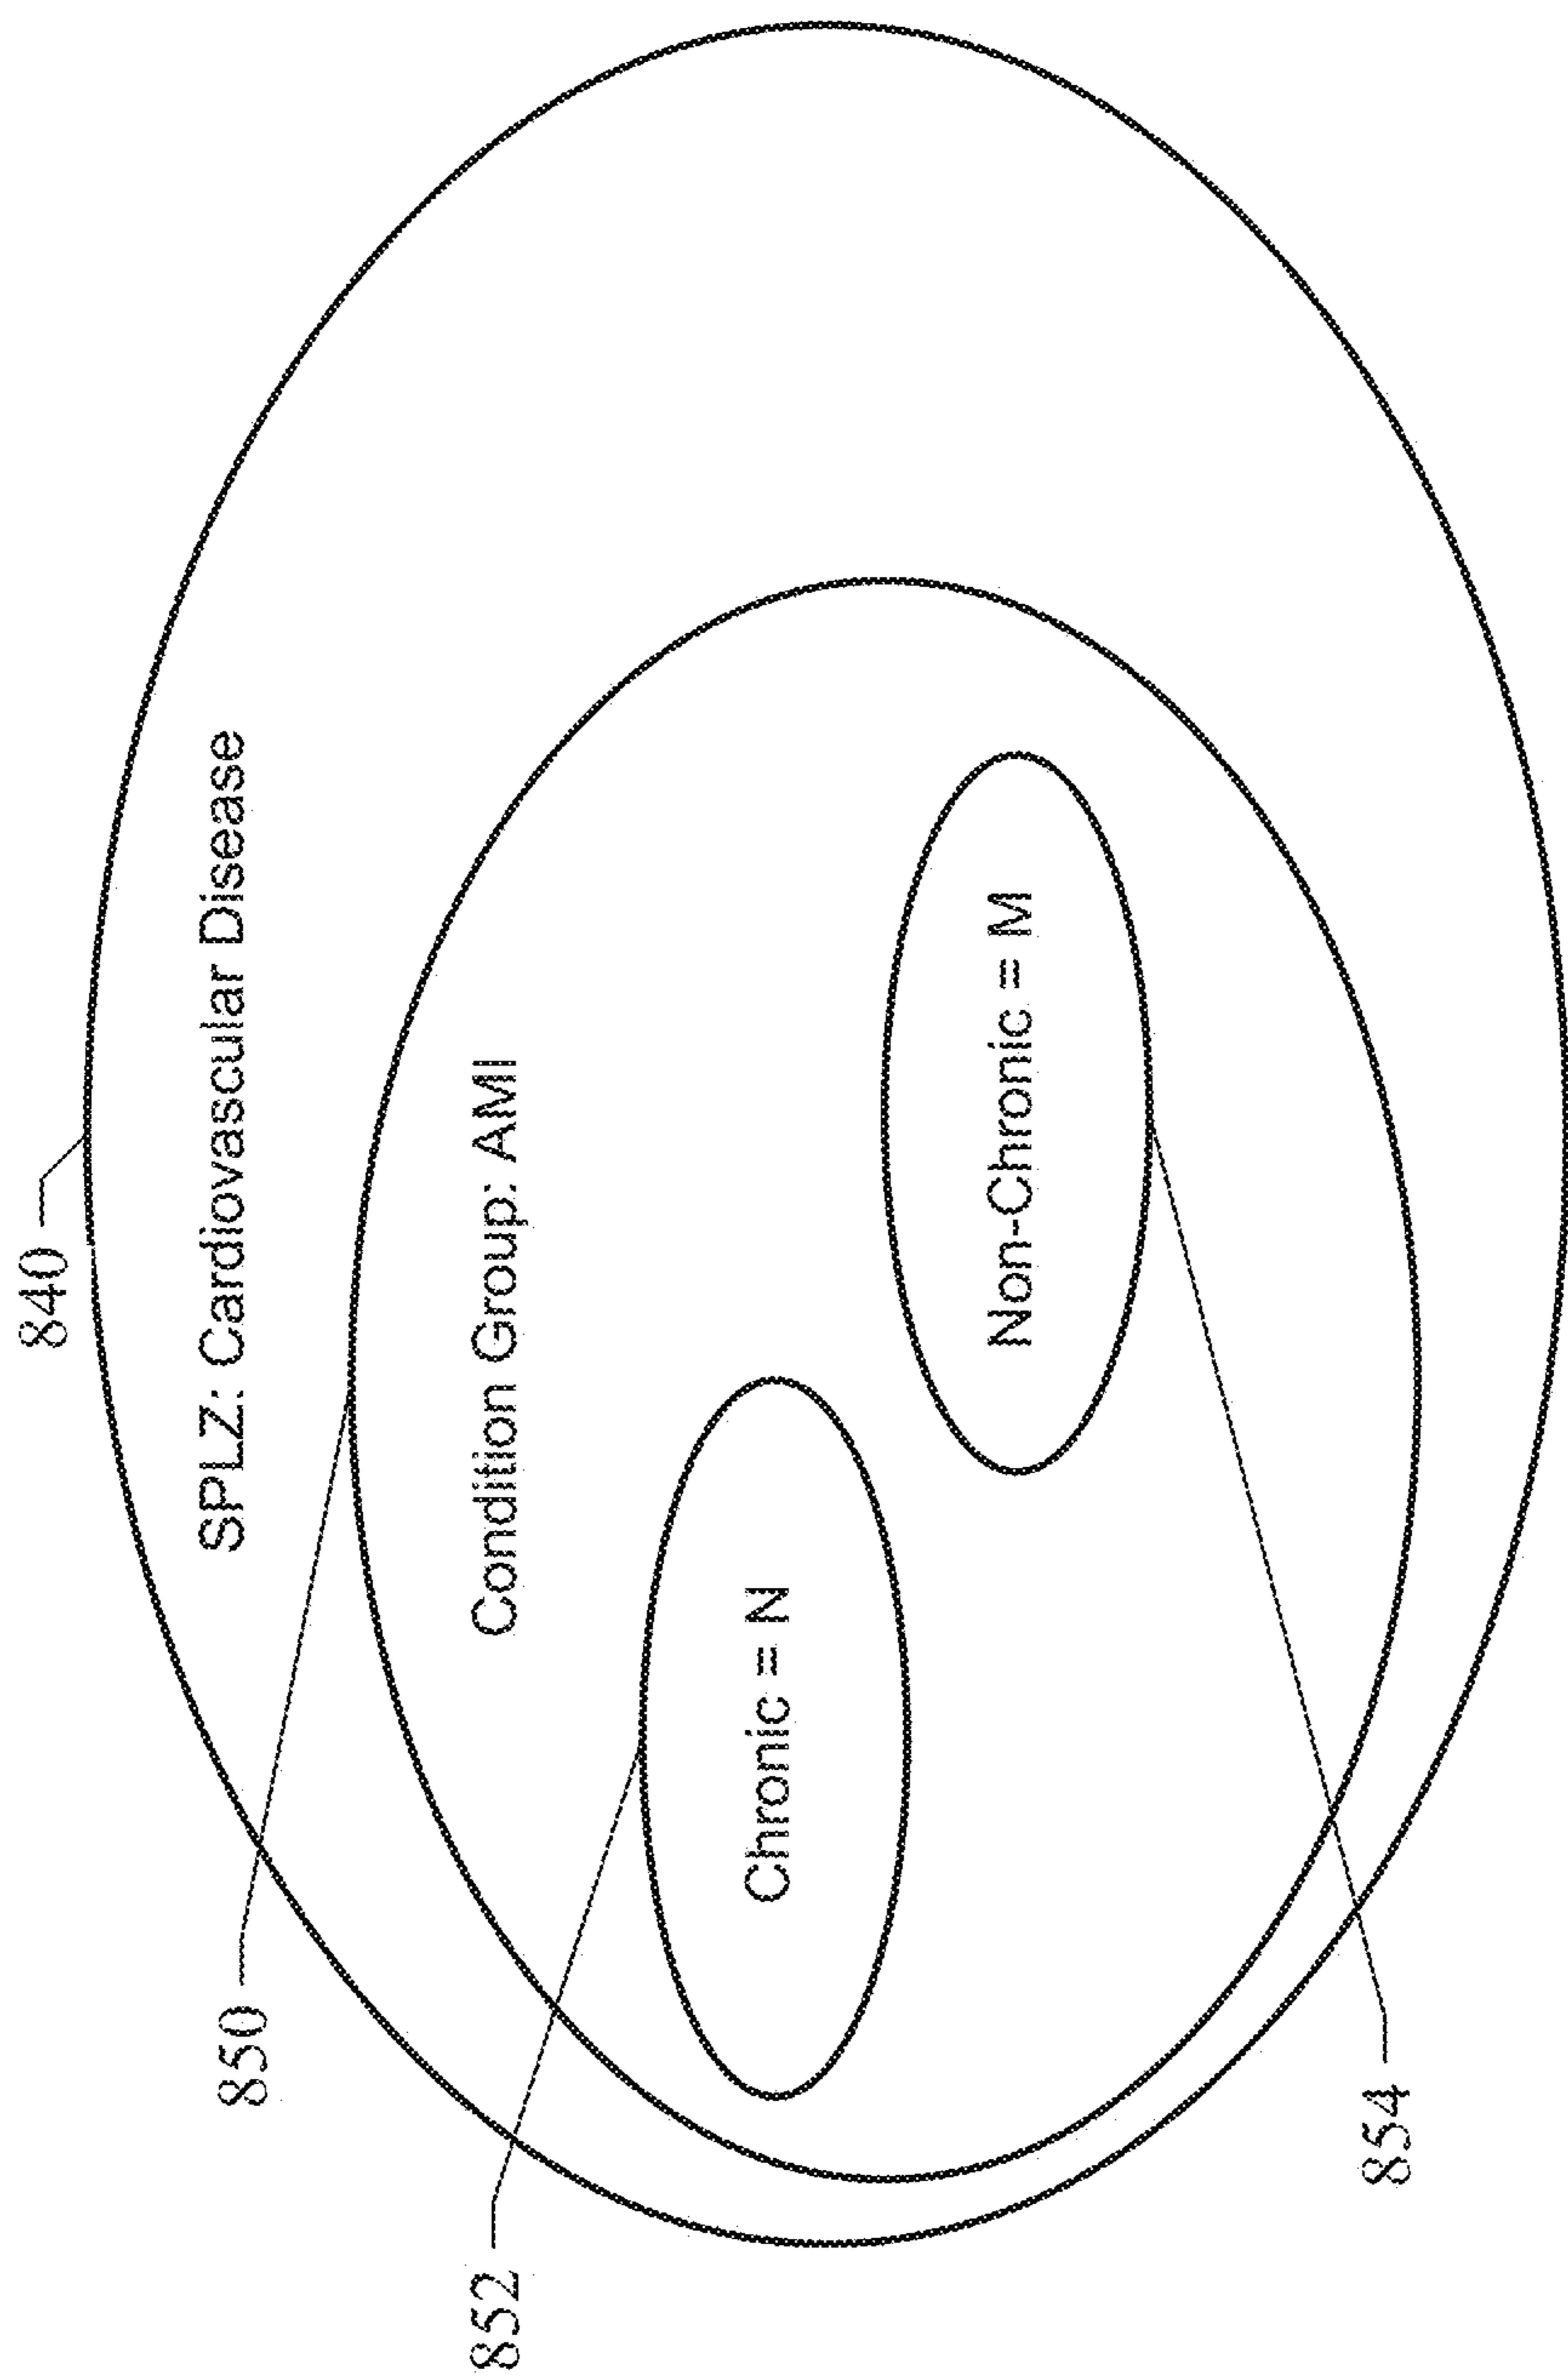 840
SPLZ: Cardiovascular Disease
850
Condition Group: AMI
852
Chronic = N
Non-Chronic = M
854